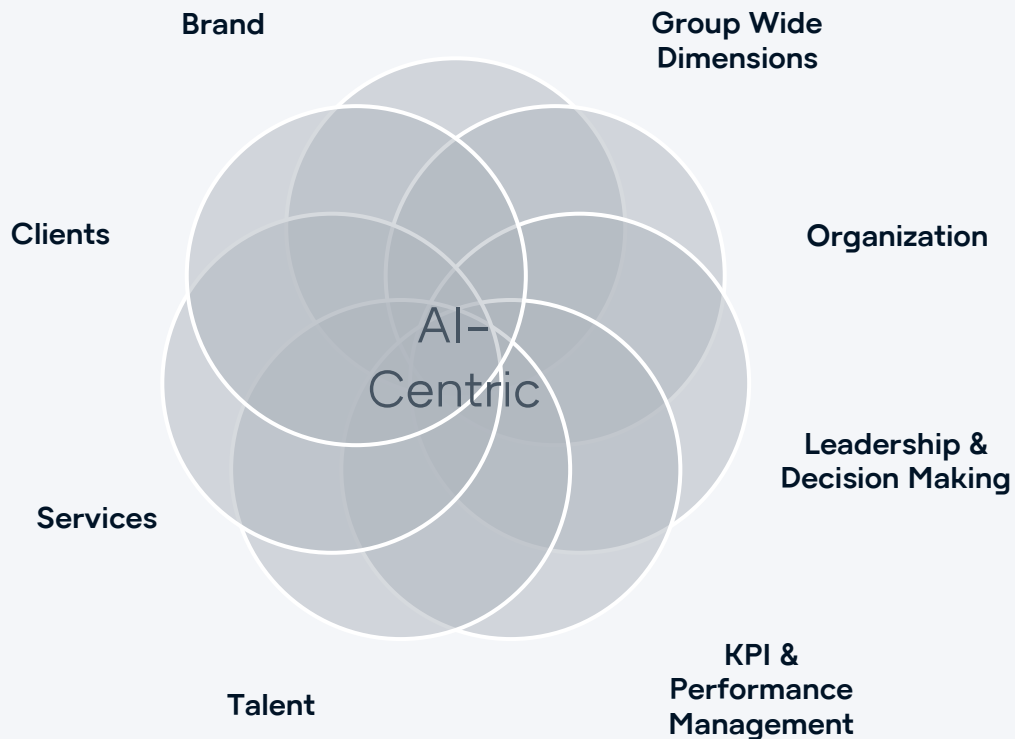 Brand
Group Wide
Dimensions
Clients
Organization
AI-
Centric
Leadership &
Decision Making
Services
KPI &
Performance
Management
Talent